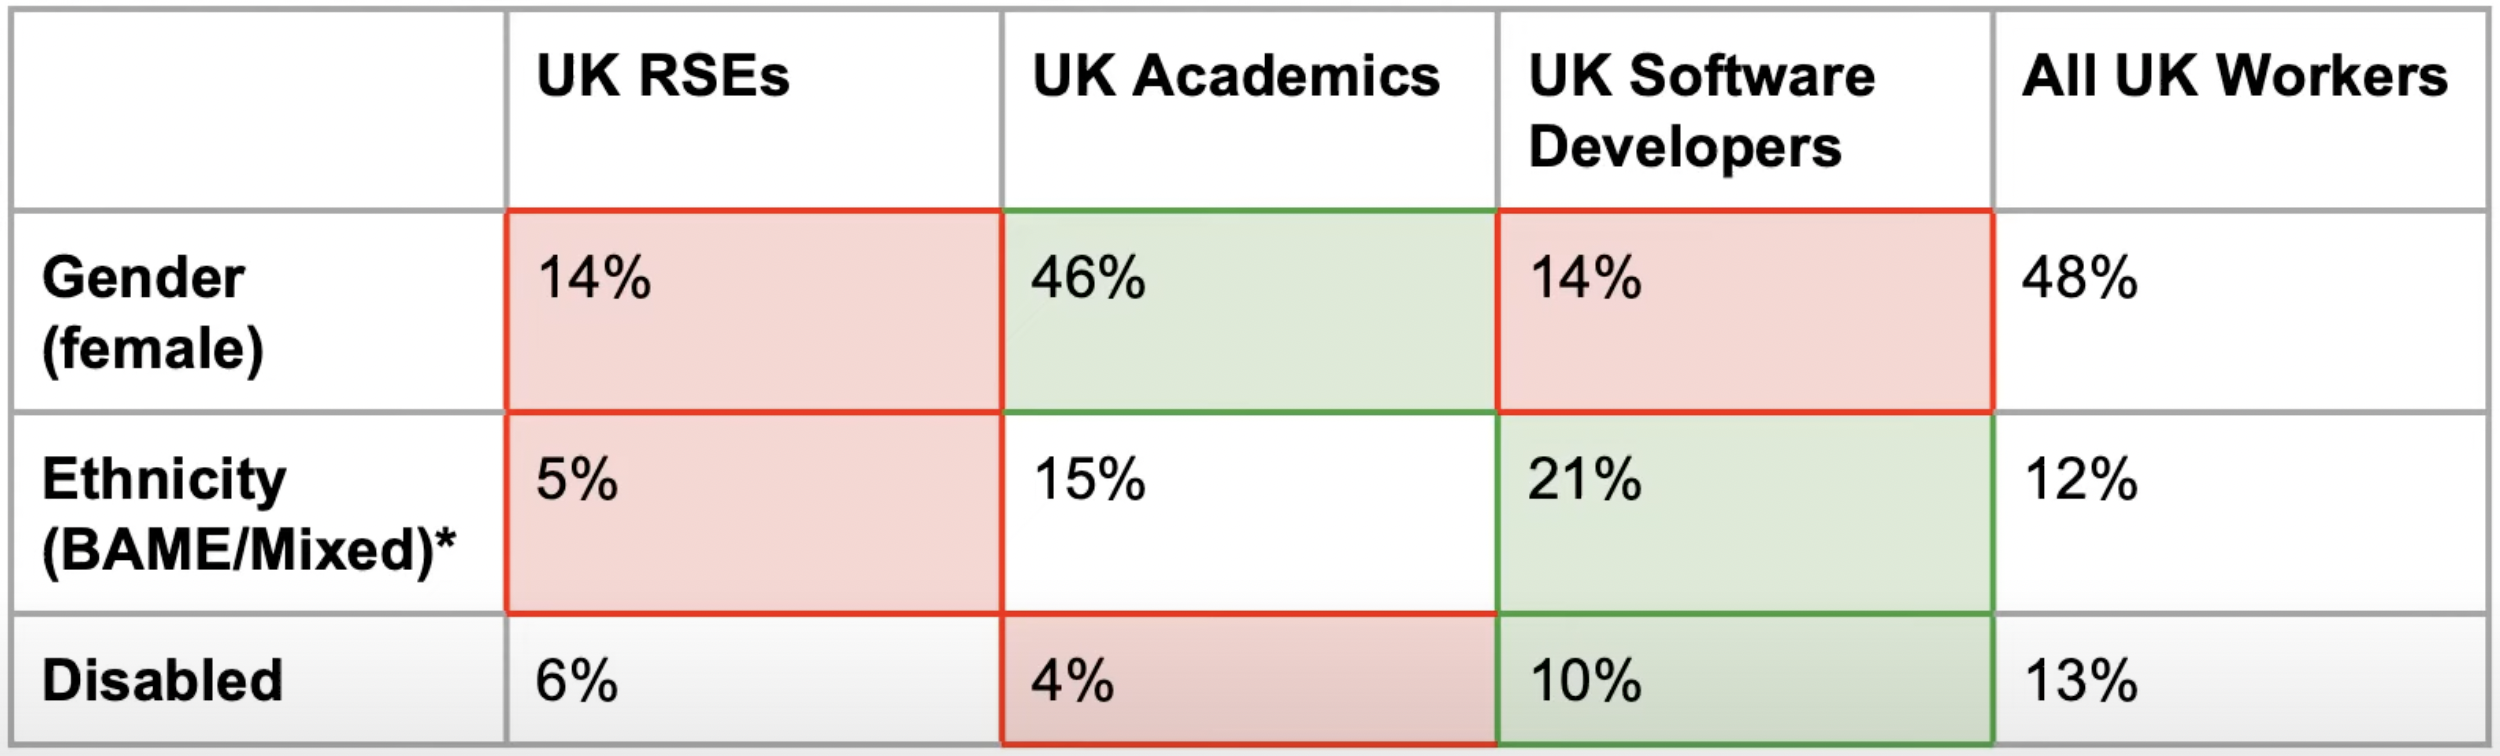 UK RSEs
UK Academics
UK Software
Developers
All UK Workers
Gender
(female)
14%
46%
14%
48%
Ethnicity
(BAME/Mixed)*
5%
15%
21%
12%
Disabled
6%
4%
10%
13%